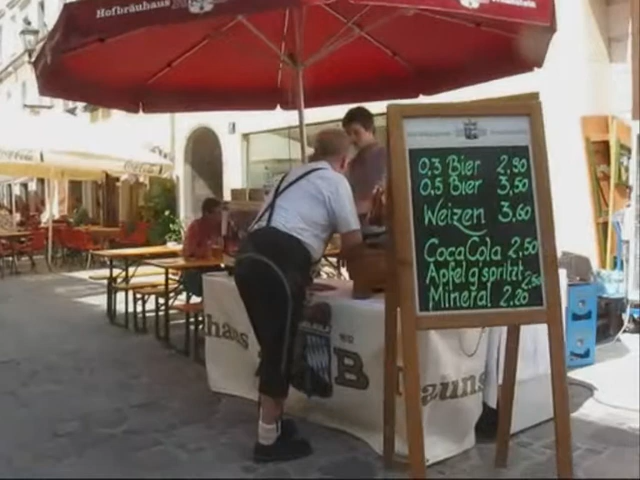 Hofbräuhaus
0,3 Bier 2,90
0,5 Bier 3,50
Weizen 3,60
CocaCola 2,50
Apfel g'spritzt 2,50
Mineral 2.20
haus
B
äuns